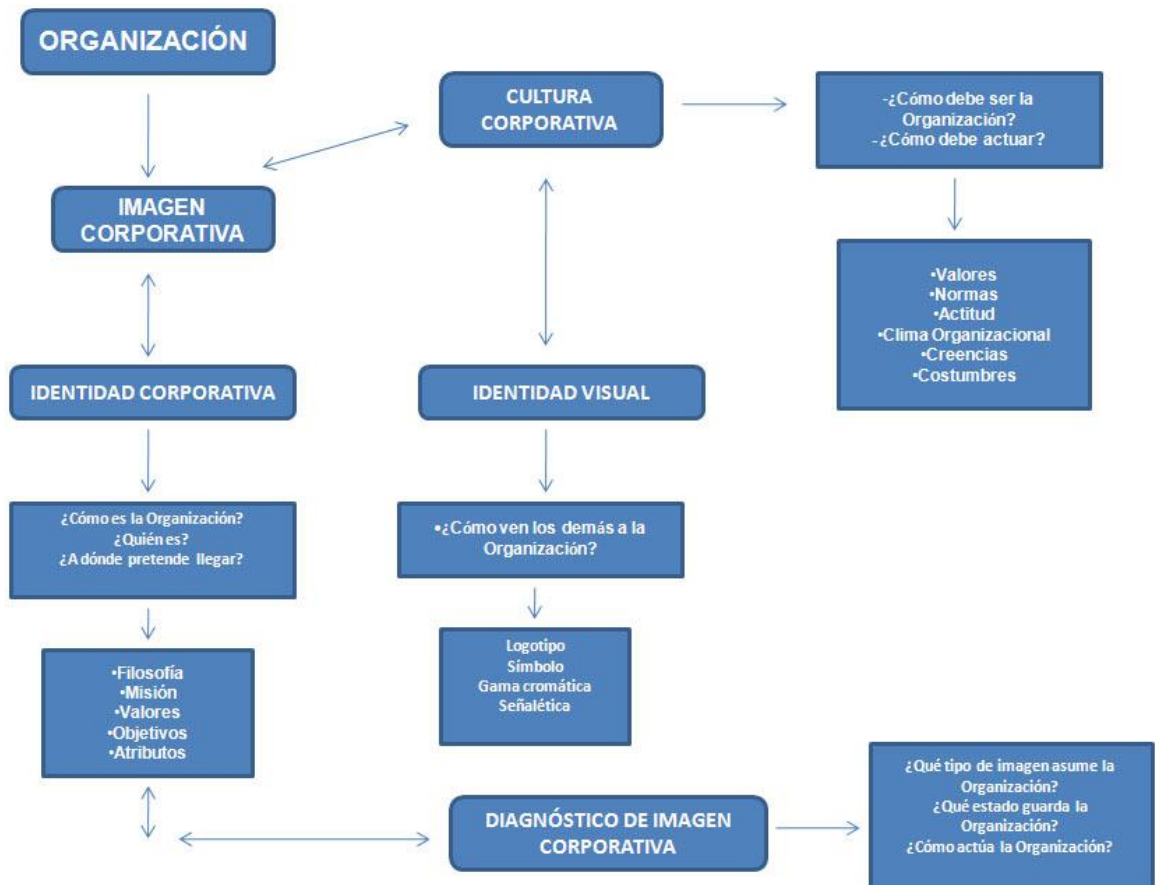 ORGANIZACIÓN
CULTURA
CORPORATIVA
-¿Cómo debe ser la
Organización?
-¿Cómo debe actuar?
IMAGEN
CORPORATIVA
•Valores
•Normas
•Actitud
•Clima Organizacional
•Creencias
•Costumbres
IDENTIDAD CORPORATIVA
IDENTIDAD VISUAL
¿Cómo es la Organización?
¿Quién es?
¿A dónde pretende llegar?
•¿Cómo ven los demás a la
Organización?
•Filosofía
•Misión
•Valores
•Objetivos
•Atributos
Logotipo
Símbolo
Gama cromática
Señalética
DIAGNÓSTICO DE IMAGEN
CORPORATIVA
¿Qué tipo de imagen asume la
Organización?
¿Qué estado guarda la
Organización?
¿Cómo actúa la Organización?